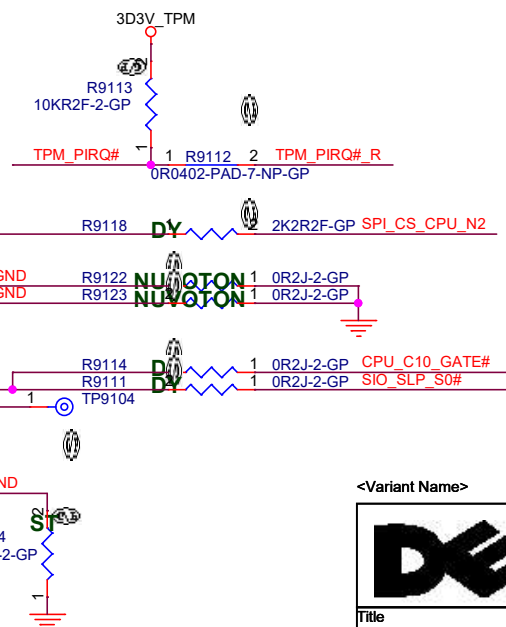 3D3V_TPM
2
R9113
10KR2F-2-GP
1
TPM_PIRQ# 1 R9112 2 TPM_PIRQ#_R
0R0402-PAD-7-NP-GP
R9118 DY 2K2R2F-GP SPI_CS_CPU_N2
GND R9122 NUVOTON 1 0R2J-2-GP
GND R9123 NUVOTON 1 0R2J-2-GP
R9114 DY 1 0R2J-2-GP CPU_C10_GATE#
R9111 DY 1 0R2J-2-GP SIO_SLP_S0#
1 TP9104
ND
2
ST
4
-2-GP
1
<Variant Name>
DE
Title